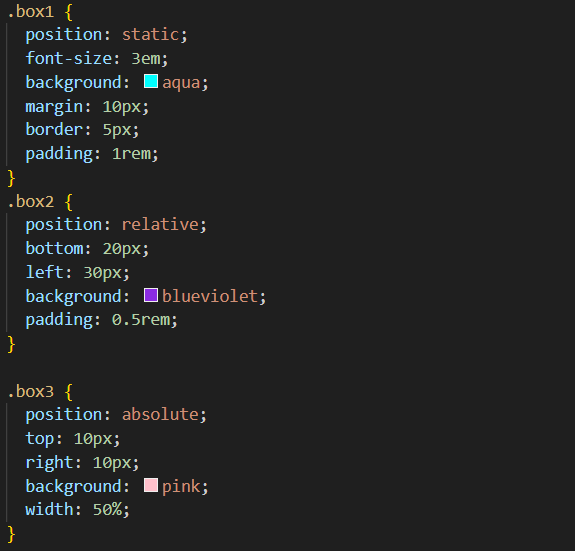 .box1 {
position: static;
font-size: 3em;
background: aqua;
margin: 10px;
border: 5px;
padding: 1rem;
}
.box2 {
position: relative;
bottom: 20px;
left: 30px;
background: blueviolet;
padding: 0.5rem;
}
.box3 {
position: absolute;
top: 10px;
right: 10px;
background: pink;
width: 50%;
}